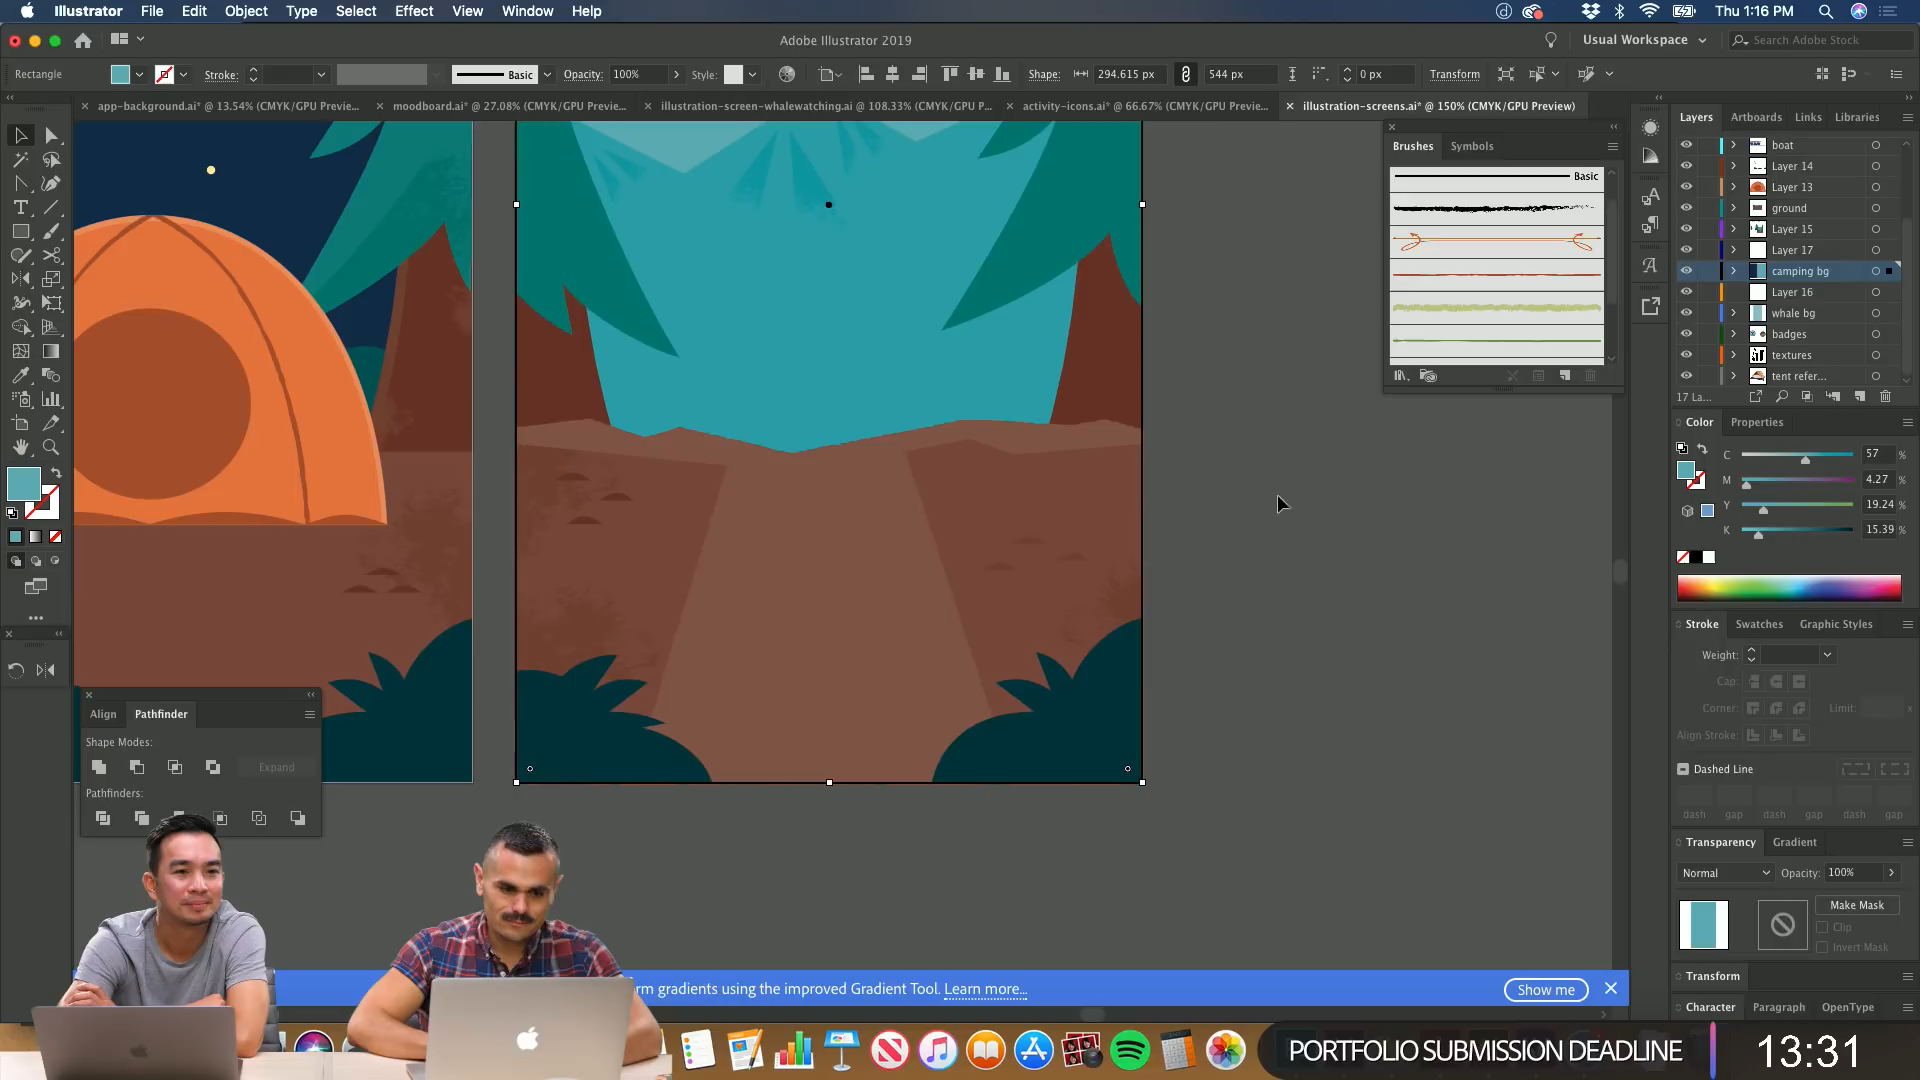 Illustrator File Edit Object Type Select Effect View Window Help
Thu 1:16 PM
Adobe Illustrator 2019
Usual Workspace
Search Adobe Stock
Rectangle
Stroke:
Basic
Opacity: 100%
Style:
Shape: 294.615 px 544 px 0 px Transform
app-background.ai* @ 13.54% (CMYK/GPU Previe...
moodboard.ai* @ 27.08% (CMYK/GPU Previe...
illustration-screen-whalewatching.ai @ 108.33% (CMYK/GPU P...
activity-icons.ai* @ 66.67% (CMYK/GPU Previe...
illustration-screens.ai* @ 150% (CMYK/GPU Preview)
Brushes Symbols
Basic
Layers Artboards Links Libraries
boat
Layer 14
Layer 13
ground
Layer 15
Layer 17
camping bg
Layer 16
whale bg
badges
textures
tent refer...
17 La...
Color Properties
C 57 %
M 4.27 %
Y 19.24 %
K 15.39 %
Stroke Swatches Graphic Styles
Weight:
Cap:
Corner: Limit: x
Align Stroke:
Dashed Line
dash gap dash gap dash gap
Transparency Gradient
Normal Opacity: 100%
Make Mask
Clip
Invert Mask
Transform
Character Paragraph OpenType
Align Pathfinder
Shape Modes:
Expand
Pathfinders:
rm gradients using the improved Gradient Tool. Learn more...
Show me
PORTFOLIO SUBMISSION DEADLINE
13:31